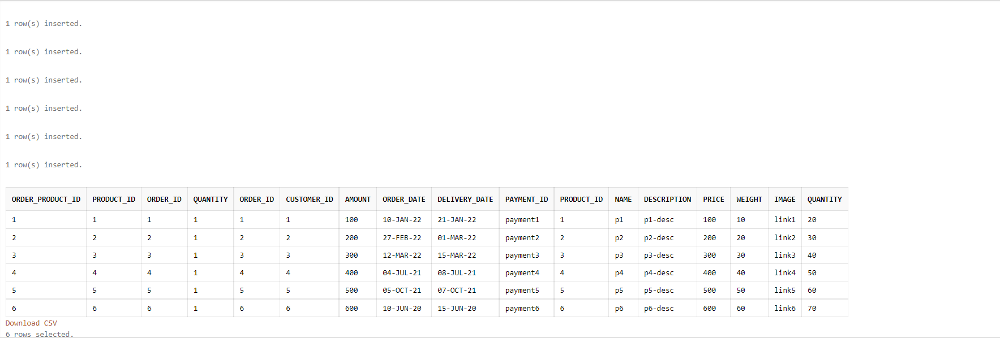 1 row(s) inserted.
1 row(s) inserted.
1 row(s) inserted.
1 row(s) inserted.
1 row(s) inserted.
1 row(s) inserted.
ORDER_PRODUCT_ID PRODUCT_ID ORDER_ID QUANTITY ORDER_ID CUSTOMER_ID AMOUNT ORDER_DATE DELIVERY_DATE PAYMENT_ID PRODUCT_ID NAME DESCRIPTION PRICE WEIGHT IMAGE QUANTITY
1 1 1 1 1 1 100 10-JAN-22 21-JAN-22 payment1 1 p1 p1-desc 100 10 link1 20
2 2 2 1 2 2 200 27-FEB-22 01-MAR-22 payment2 2 p2 p2-desc 200 20 link2 30
3 3 3 1 3 3 300 12-MAR-22 15-MAR-22 payment3 3 p3 p3-desc 300 30 link3 40
4 4 4 1 4 4 400 04-JUL-21 08-JUL-21 payment4 4 p4 p4-desc 400 40 link4 50
5 5 5 1 5 5 500 05-OCT-21 07-OCT-21 payment5 5 p5 p5-desc 500 50 link5 60
6 6 6 1 6 6 600 10-JUN-20 15-JUN-20 payment6 6 p6 p6-desc 600 60 link6 70
Download CSV
6 rows selected.